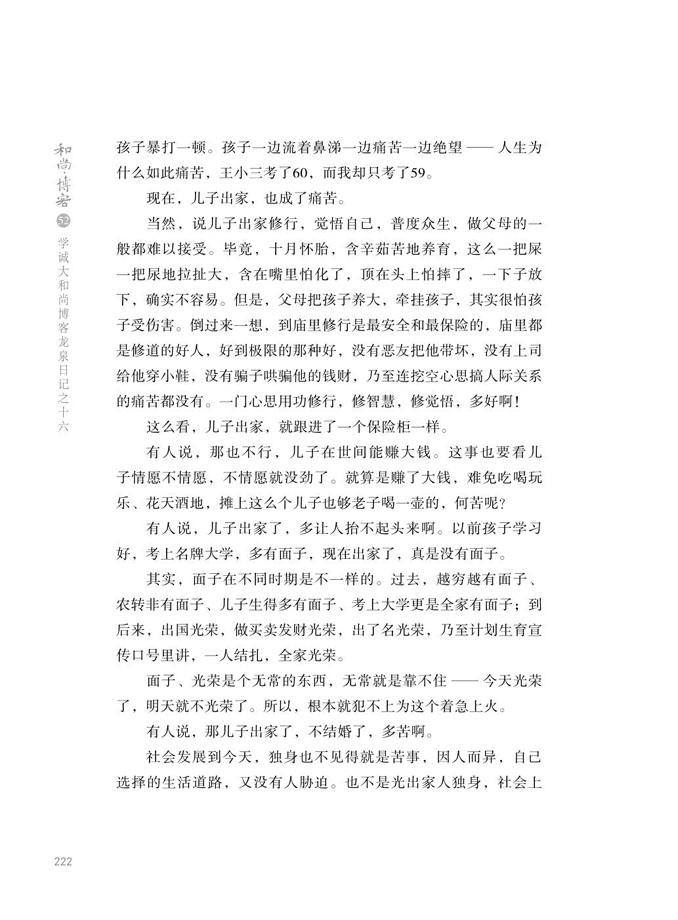 和尚·博客
52
学诚大和尚博客龙泉日记之十六
孩子暴打一顿。孩子一边流着鼻涕一边痛苦一边绝望 —— 人生为
什么如此痛苦，王小三考了60，而我却只考了59。
现在，儿子出家，也成了痛苦。
当然，说儿子出家修行，觉悟自己，普度众生，做父母的一
般都难以接受。毕竟，十月怀胎，含辛茹苦地养育，这么一把屎
一把尿地拉扯大，含在嘴里怕化了，顶在头上怕摔了，一下子放
下，确实不容易。但是，父母把孩子养大，牵挂孩子，其实很怕孩
子受伤害。倒过来一想，到庙里修行是最安全和最保险的，庙里都
是修道的好人，好到极限的那种好，没有恶友把他带坏，没有上司
给他穿小鞋，没有骗子哄骗他的钱财，乃至连挖空心思搞人际关系
的痛苦都没有。一门心思用功修行，修智慧，修觉悟，多好啊！
这么看，儿子出家，就跟进了一个保险柜一样。
有人说，那也不行，儿子在世间能赚大钱。这事也要看儿
子情愿不情愿，不情愿就没劲了。就算是赚了大钱，难免吃喝玩
乐、花天酒地，摊上这么个儿子也够老子喝一壶的，何苦呢？
有人说，儿子出家了，多让人抬不起头来啊。以前孩子学习
好，考上名牌大学，多有面子，现在出家了，真是没有面子。
其实，面子在不同时期是不一样的。过去，越穷越有面子、
农转非有面子、儿子生得多有面子、考上大学更是全家有面子；到
后来，出国光荣，做买卖发财光荣，出了名光荣，乃至计划生育宣
传口号里讲，一人结扎，全家光荣。
面子、光荣是个无常的东西，无常就是靠不住 —— 今天光荣
了，明天就不光荣了。所以，根本就犯不上为这个着急上火。
有人说，那儿子出家了，不结婚了，多苦啊。
社会发展到今天，独身也不见得就是苦事，因人而异，自己
选择的生活道路，又没有人胁迫。也不是光出家人独身，社会上
222